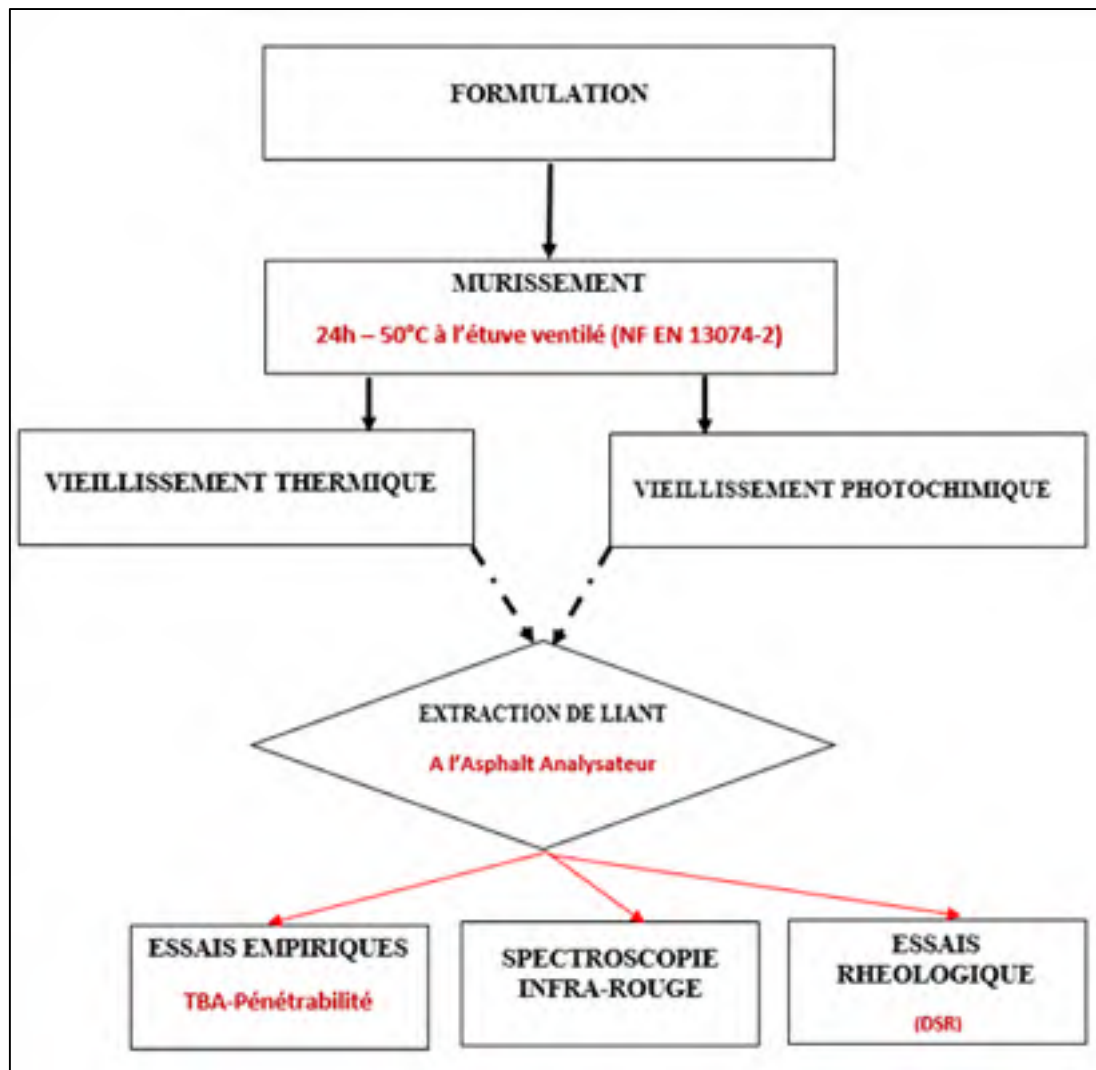 FORMULATION
MURISSEMENT
24h – 50°C à l'étuve ventilé (NF EN 13074-2)
VIEILLISSEMENT THERMIQUE
VIEILLISSEMENT PHOTOCHIMIQUE
EXTRACTION DE LIANT
A l'Asphalt Analysateur
ESSAIS EMPIRIQUES
TBA-Pénétrabilité
SPECTROSCOPIE
INFRA-ROUGE
ESSAIS
RHEOLOGIQUE
(DSR)